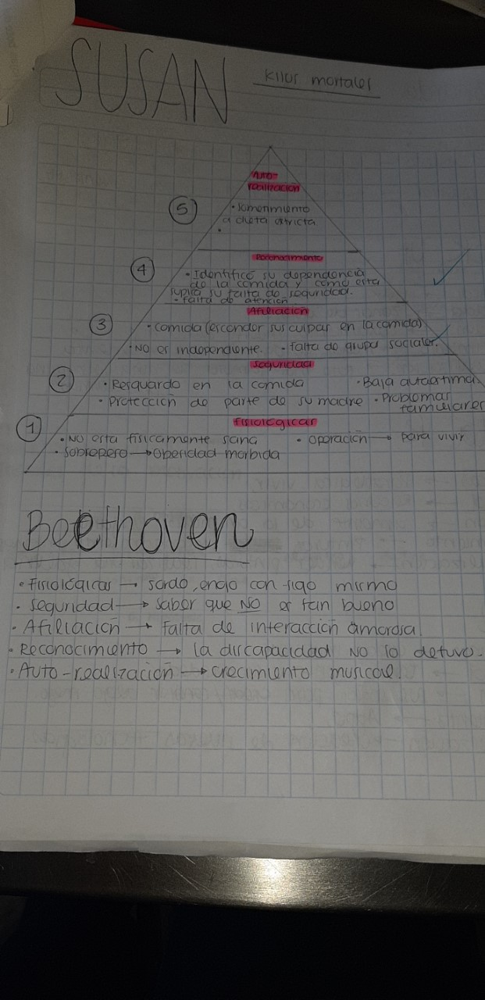 SUSAN
Kilos mortales
Auto-
realización
5
• Sometimiento
a dieta estricta
•
Reconocimiento
4
• Identificó su dependencia
de la comida y como esta
suplió su falta de seguridad.
• falta de atención
Afiliación
3
• Comida (esconder sus culpas en la comida)
• NO es independiente. • falta de grupos sociales.
Seguridad
2
• Resguardo en la comida • Baja autoestima
• Protección de parte de su madre • Problemas
familiares
Fisiológicas
1
• NO esta fisicamente sana • Operación → para vivir
• Sobrepeso → Obesidad morbida
Beethoven
• Fisiológicas → sordo, enojo con sigo mismo
• Seguridad → Saber que NO es tan bueno
• Afiliación → Falta de interacción amorosa.
• Reconocimiento → la discapacidad NO lo detuvo.
• Auto-realización → crecimiento musical.